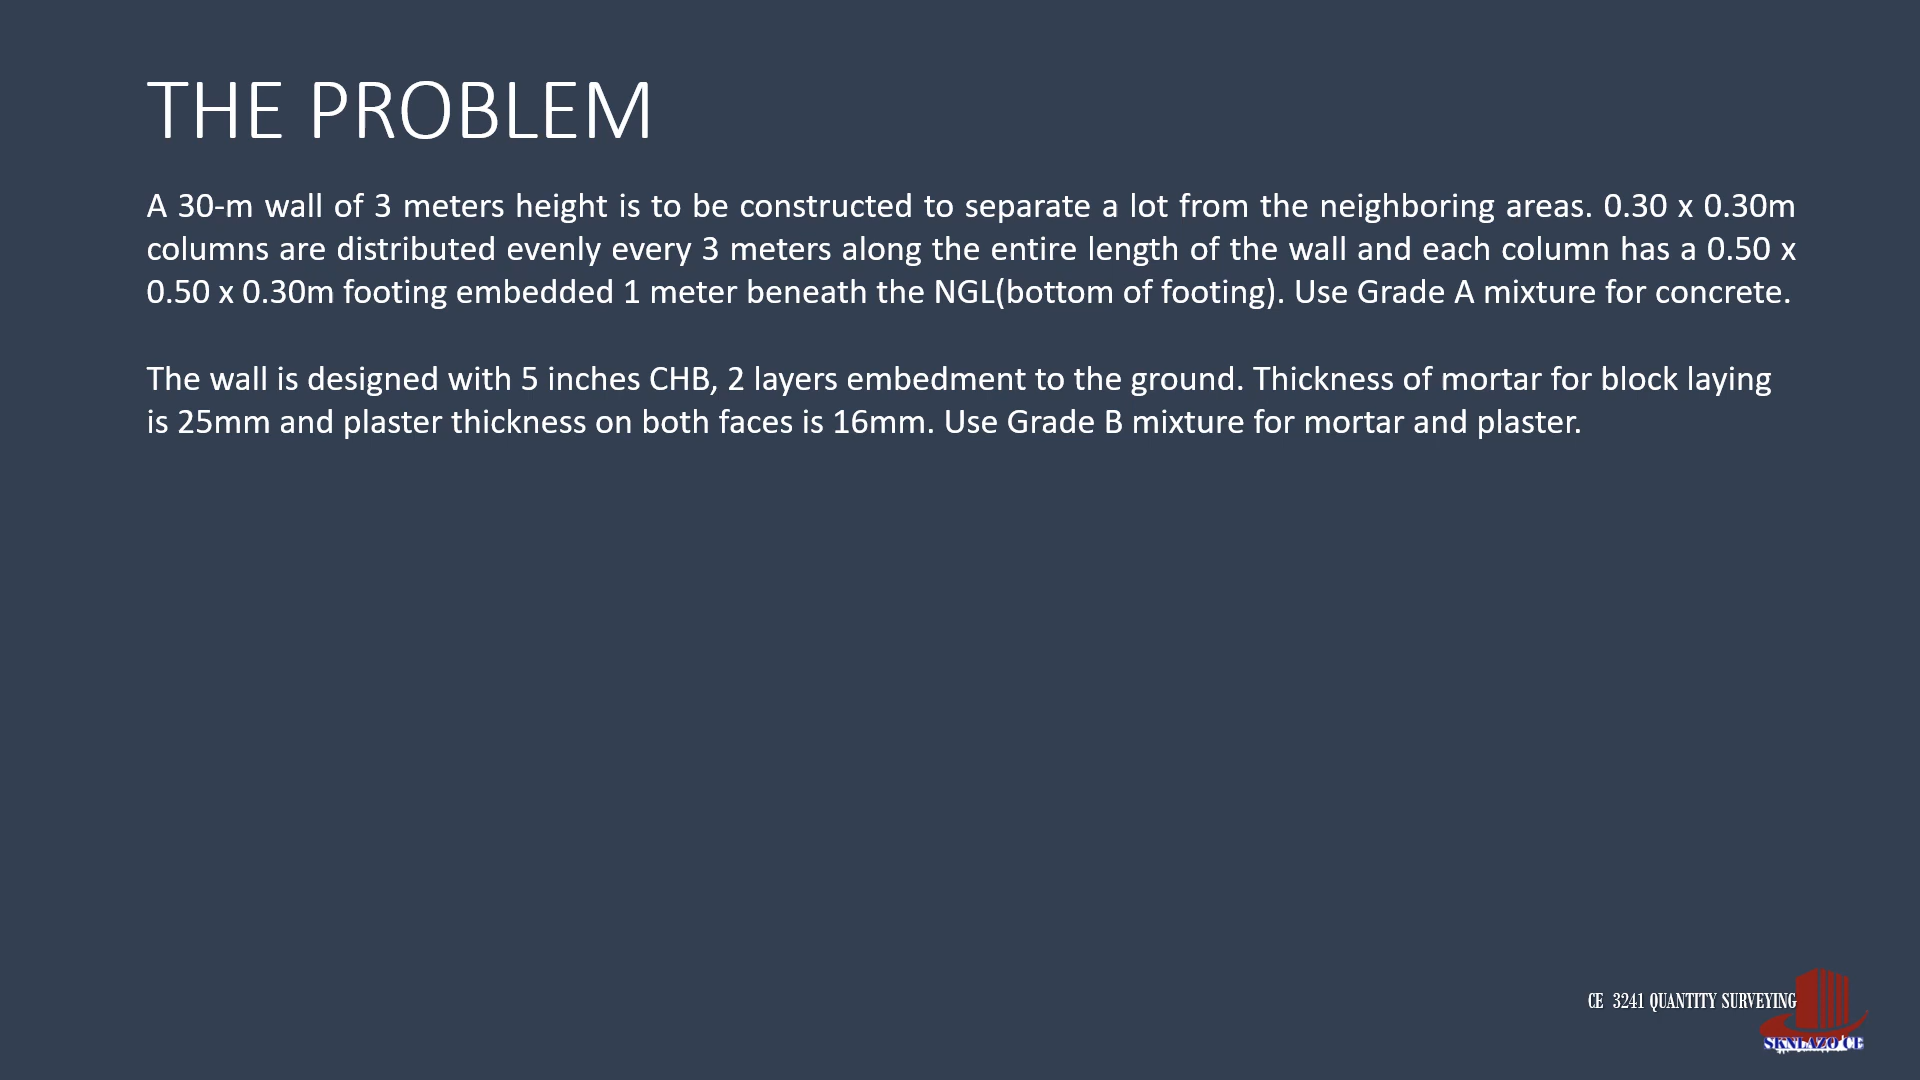 THE PROBLEM
A 30-m wall of 3 meters height is to be constructed to separate a lot from the neighboring areas. 0.30 x 0.30m
columns are distributed evenly every 3 meters along the entire length of the wall and each column has a 0.50 x
0.50 x 0.30m footing embedded 1 meter beneath the NGL(bottom of footing). Use Grade A mixture for concrete.
The wall is designed with 5 inches CHB, 2 layers embedment to the ground. Thickness of mortar for block laying
is 25mm and plaster thickness on both faces is 16mm. Use Grade B mixture for mortar and plaster.
CE 3241 QUANTITY SURVEYING
SKNLAZO CE